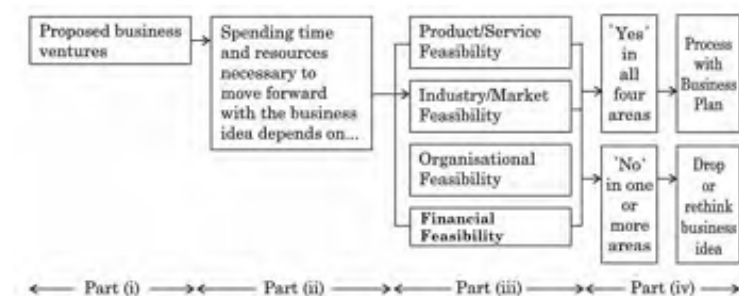 Proposed business
ventures
Spending time
and resources
necessary to
move forward
with the business
idea depends on...
Product/Service
Feasibility
Industry/Market
Feasibility
Organisational
Feasibility
Financial
Feasibility
'Yes'
in
all
four
areas
Process
with
Business
Plan
'No'
in one
or
more
areas
Drop
or
rethink
business
idea
Part (i)
Part (ii)
Part (iii)
Part (iv)